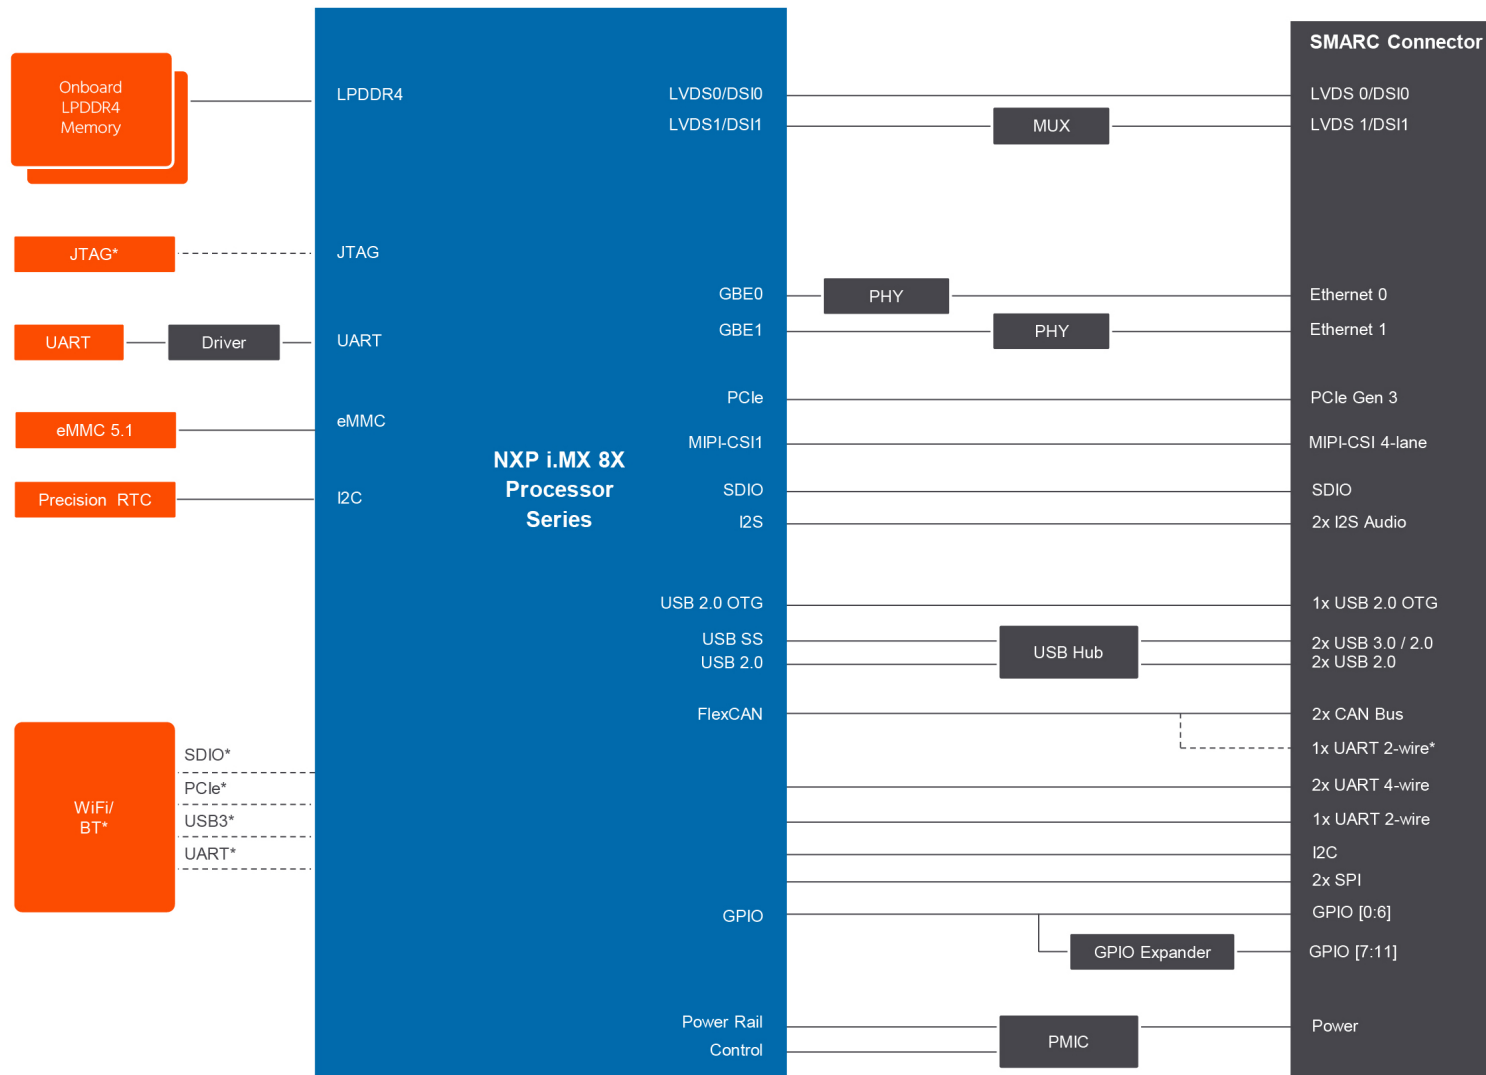 Onboard
LPDDR4
Memory
JTAG*
UART
Driver
eMMC 5.1
Precision RTC
WiFi/
BT*
SDIO*
PCIe*
USB3*
UART*
LPDDR4
JTAG
UART
eMMC
I2C
NXP i.MX 8X
Processor
Series
LVDS0/DSI0
LVDS1/DSI1
GBE0
GBE1
PCIe
MIPI-CSI1
SDIO
I2S
USB 2.0 OTG
USB SS
USB 2.0
FlexCAN
GPIO
Power Rail
Control
MUX
PHY
PHY
USB Hub
GPIO Expander
PMIC
SMARC Connector
LVDS 0/DSI0
LVDS 1/DSI1
Ethernet 0
Ethernet 1
PCIe Gen 3
MIPI-CSI 4-lane
SDIO
2x I2S Audio
1x USB 2.0 OTG
2x USB 3.0 / 2.0
2x USB 2.0
2x CAN Bus
1x UART 2-wire*
2x UART 4-wire
1x UART 2-wire
I2C
2x SPI
GPIO [0:6]
GPIO [7:11]
Power